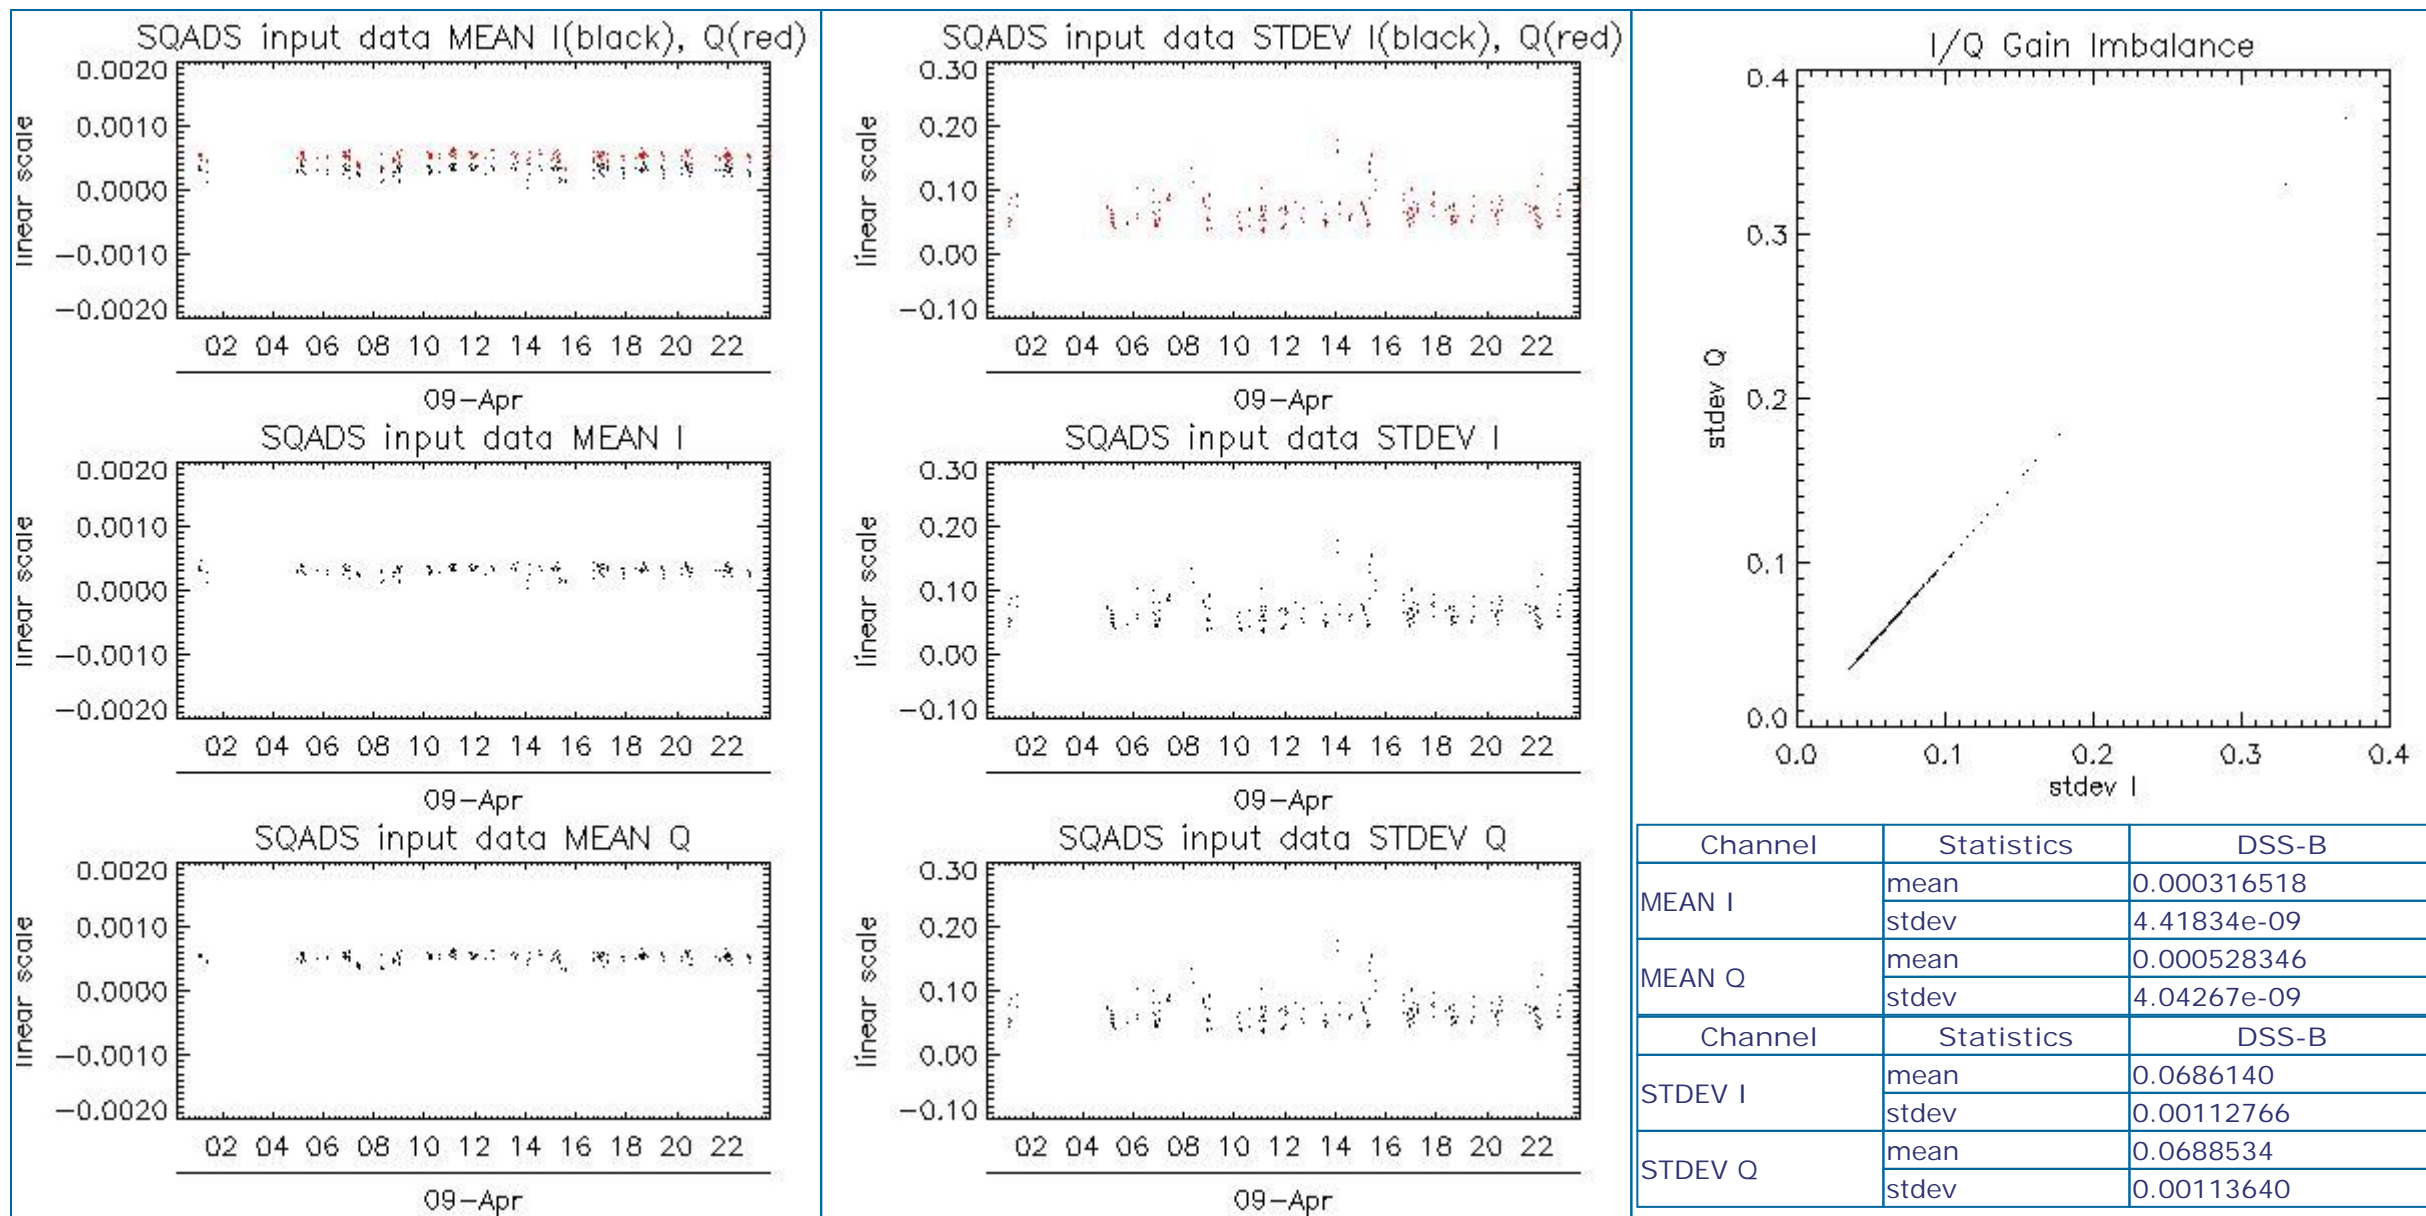 SQADS input data MEAN I(black), Q(red)
0.0020
0.0010
0.0000
-0.0010
-0.0020
linear scale
02 04 06 08 10 12 14 16 18 20 22
09-Apr
SQADS input data MEAN I
0.0020
0.0010
0.0000
-0.0010
-0.0020
linear scale
02 04 06 08 10 12 14 16 18 20 22
09-Apr
SQADS input data MEAN Q
0.0020
0.0010
0.0000
-0.0010
-0.0020
linear scale
02 04 06 08 10 12 14 16 18 20 22
09-Apr
SQADS input data STDEV I(black), Q(red)
0.30
0.20
0.10
0.00
-0.10
linear scale
02 04 06 08 10 12 14 16 18 20 22
09-Apr
SQADS input data STDEV I
0.30
0.20
0.10
0.00
-0.10
linear scale
02 04 06 08 10 12 14 16 18 20 22
09-Apr
SQADS input data STDEV Q
0.30
0.20
0.10
0.00
-0.10
linear scale
02 04 06 08 10 12 14 16 18 20 22
09-Apr
I/Q Gain Imbalance
0.4
0.3
0.2
0.1
0.0
stdev Q
0.0 0.1 0.2 0.3 0.4
stdev I
Channel Statistics DSS-B
MEAN I mean 0.000316518
stdev 4.41834e-09
MEAN Q mean 0.000528346
stdev 4.04267e-09
Channel Statistics DSS-B
STDEV I mean 0.0686140
stdev 0.00112766
STDEV Q mean 0.0688534
stdev 0.00113640